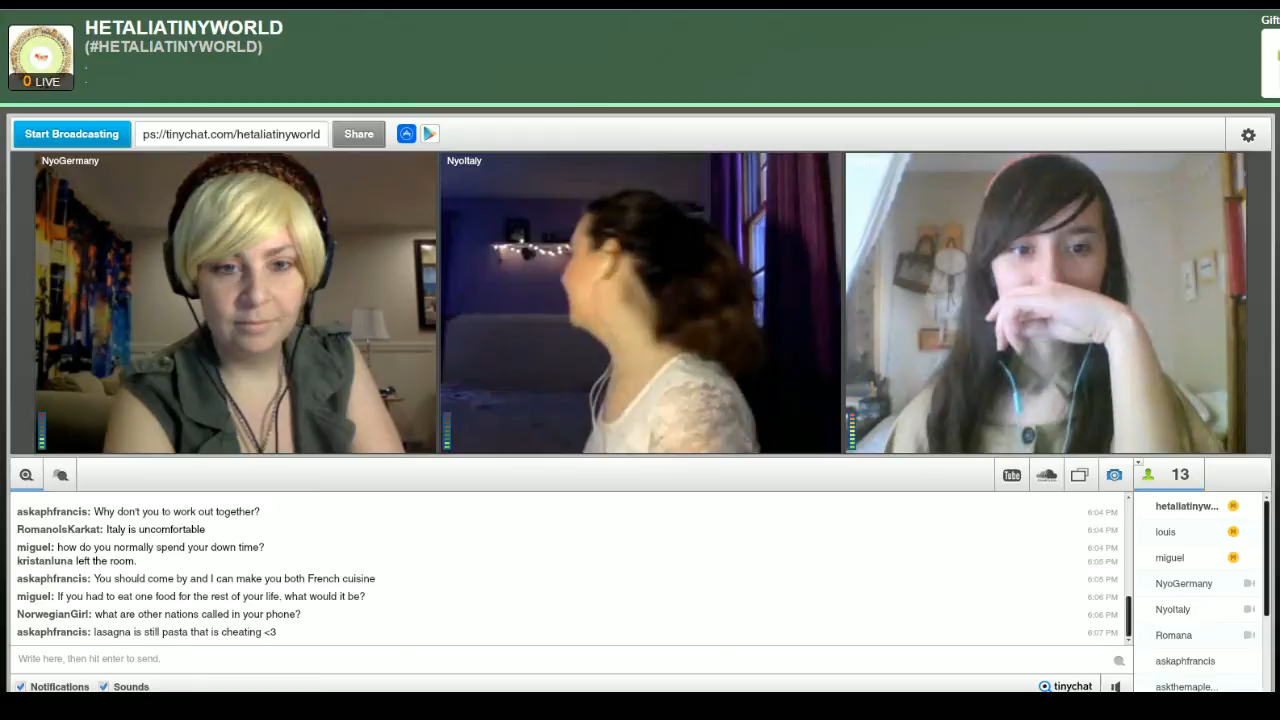 HETALIATINYWORLD
(#HETALIATINYWORLD)
Gift
0 LIVE
Start Broadcasting
ps://tinychat.com/hetaliatinyworld
Share
NyoGermany
NyoItaly
You Tube
13
askaphfrancis: Why don't you to work out together? 6:04 PM
RomanoIsKarkat: Italy is uncomfortable 6:04 PM
miguel: how do you normally spend your down time? 6:04 PM
kristanluna left the room. 6:05 PM
askaphfrancis: You should come by and I can make you both French cuisine 6:05 PM
miguel: If you had to eat one food for the rest of your life. what would it be? 6:06 PM
NorwegianGirl: what are other nations called in your phone? 6:06 PM
askaphfrancis: lasagna is still pasta that is cheating <3 6:07 PM
Write here, then hit enter to send.
Notifications
Sounds
tinychat
hetaliatinyw...
louis
miguel
NyoGermany
NyoItaly
Romana
askaphfrancis
askthemaple...